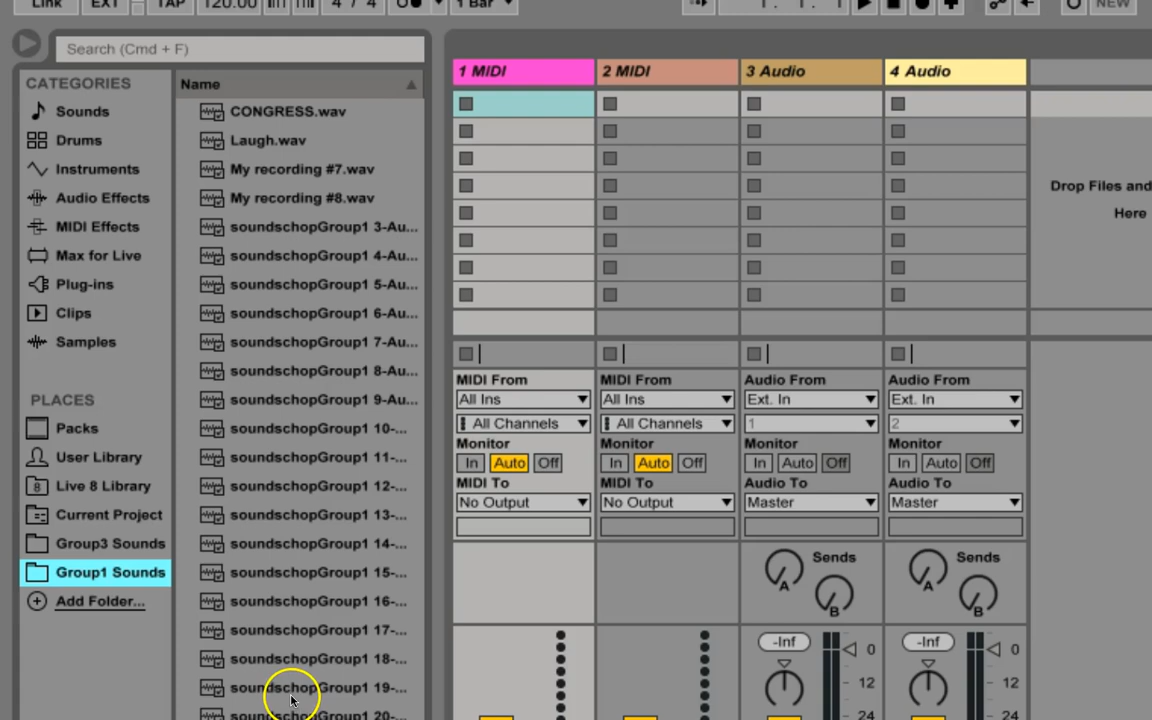 Link EXT TAP 120.00 4 / 4 1 Bar 1. 1. 1 NEW
Search (Cmd + F)
CATEGORIES
Sounds
Drums
Instruments
Audio Effects
MIDI Effects
Max for Live
Plug-ins
Clips
Samples
PLACES
Packs
User Library
Live 8 Library
Current Project
Group3 Sounds
Group1 Sounds
Add Folder...
Name
CONGRESS.wav
Laugh.wav
My recording #7.wav
My recording #8.wav
soundschopGroup1 3-Au...
soundschopGroup1 4-Au...
soundschopGroup1 5-Au...
soundschopGroup1 6-Au...
soundschopGroup1 7-Au...
soundschopGroup1 8-Au...
soundschopGroup1 9-Au...
soundschopGroup1 10-...
soundschopGroup1 11-...
soundschopGroup1 12-...
soundschopGroup1 13-...
soundschopGroup1 14-...
soundschopGroup1 15-...
soundschopGroup1 16-...
soundschopGroup1 17-...
soundschopGroup1 18-...
soundschopGroup1 19-...
soundschopGroup1 20-...
1 MIDI 2 MIDI 3 Audio 4 Audio
Drop Files and
Here
MIDI From MIDI From Audio From Audio From
All Ins All Ins Ext. In Ext. In
All Channels All Channels 1 2
Monitor Monitor Monitor Monitor
In Auto Off In Auto Off In Auto Off In Auto Off
MIDI To MIDI To Audio To Audio To
No Output No Output Master Master
Sends Sends
A A
B B
-Inf 0 -Inf 0
12 12
24 24